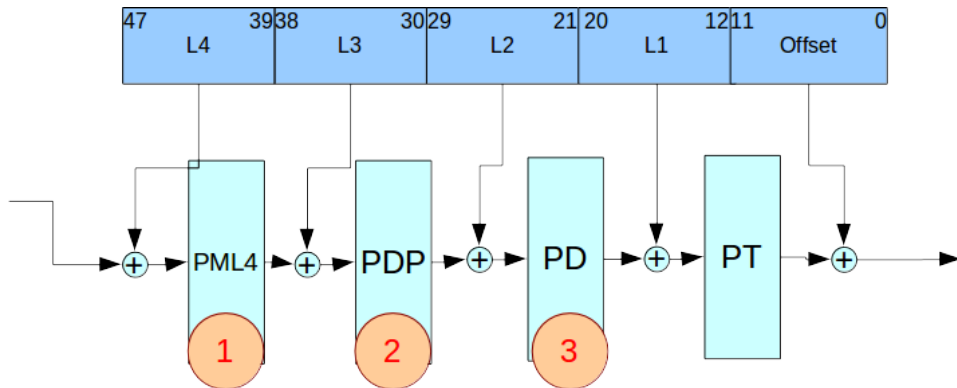 47 39 38 30 29 21 20 12 11 0
L4 L3 L2 L1 Offset
+ PML4 + PDP + PD + PT +
1 2 3